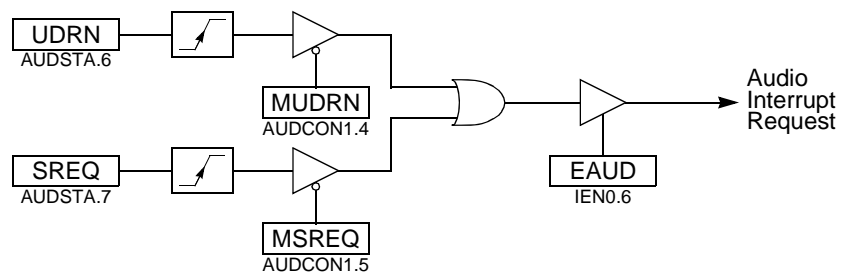 UDRN
AUDSTA.6
MUDRN
AUDCON1.4
Audio
Interrupt
Request
SREQ
AUDSTA.7
EAUD
IEN0.6
MSREQ
AUDCON1.5